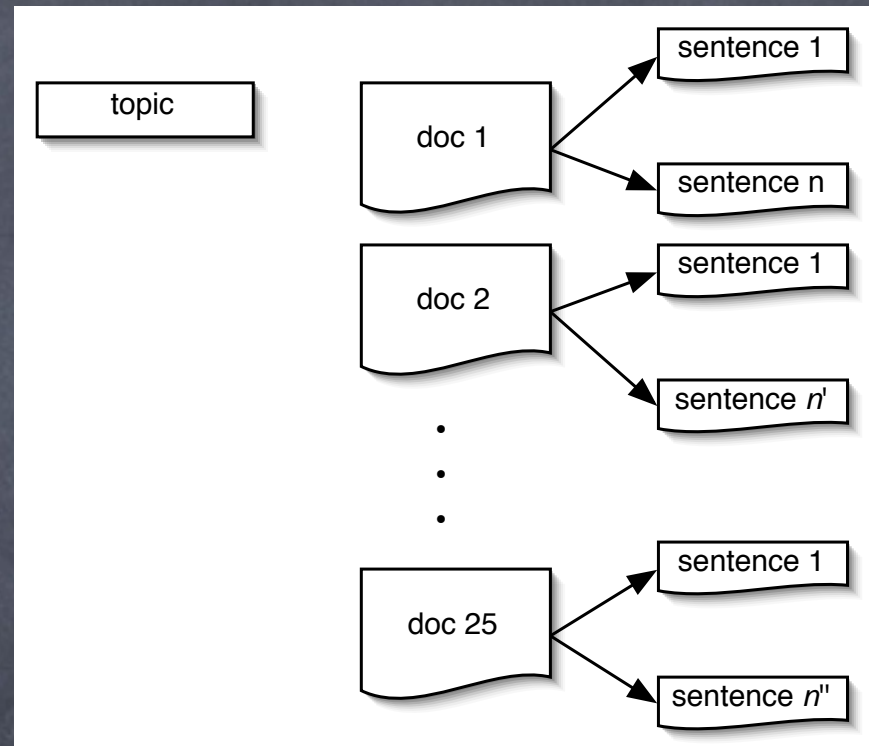 topic
doc 1
sentence 1
sentence n
doc 2
sentence 1
sentence n'
doc 25
sentence 1
sentence n"